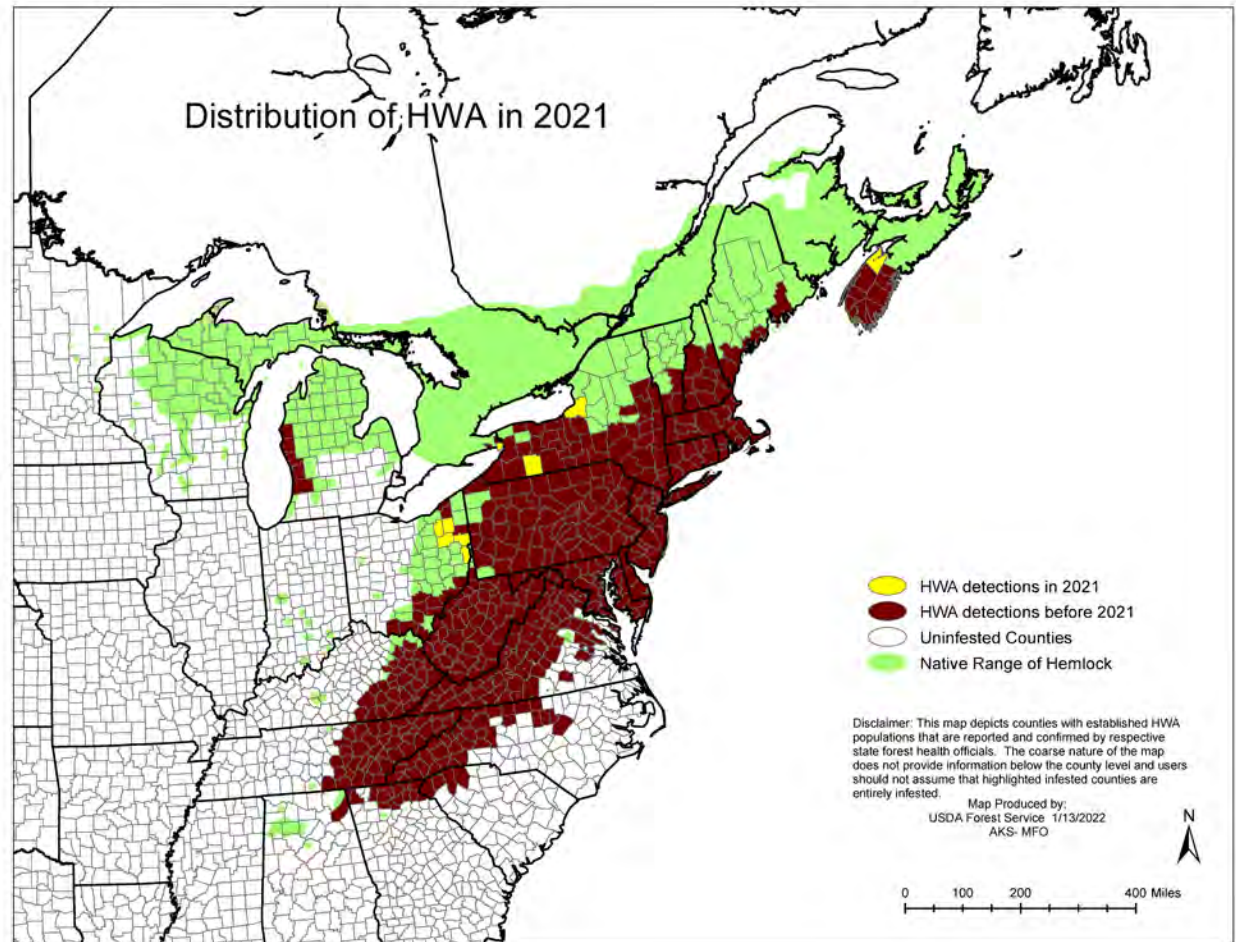 Distribution of HWA in 2021
HWA detections in 2021
HWA detections before 2021
Uninfested Counties
Native Range of Hemlock
Disclaimer: This map depicts counties with established HWA
populations that are reported and confirmed by respective
state forest health officials. The coarse nature of the map
does not provide information below the county level and users
should not assume that highlighted infested counties are
entirely infested.
Map Produced by:
USDA Forest Service 1/13/2022
AKS- MFO
N
0 100 200 400 Miles